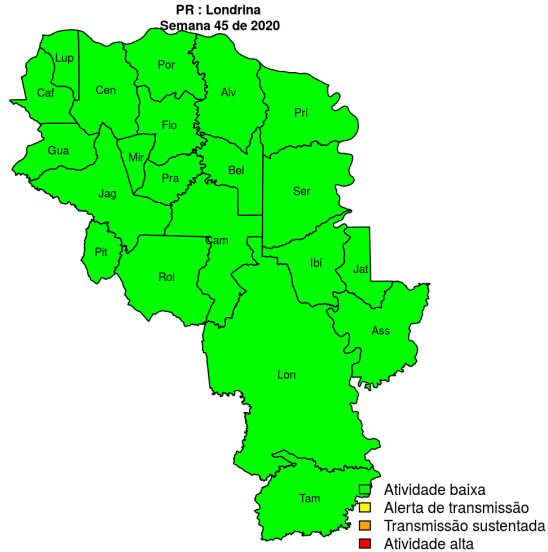 PR : Londrina
Semana 45 de 2020
Lup
Por
Caf
Cen
Alv
Pri
Flo
Gua
Mir
Bel
Pra
Jag
Ser
Cam
Pit
Rol
Ibi
Jat
Ass
Lon
Tam
Atividade baixa
Alerta de transmissão
Transmissão sustentada
Atividade alta